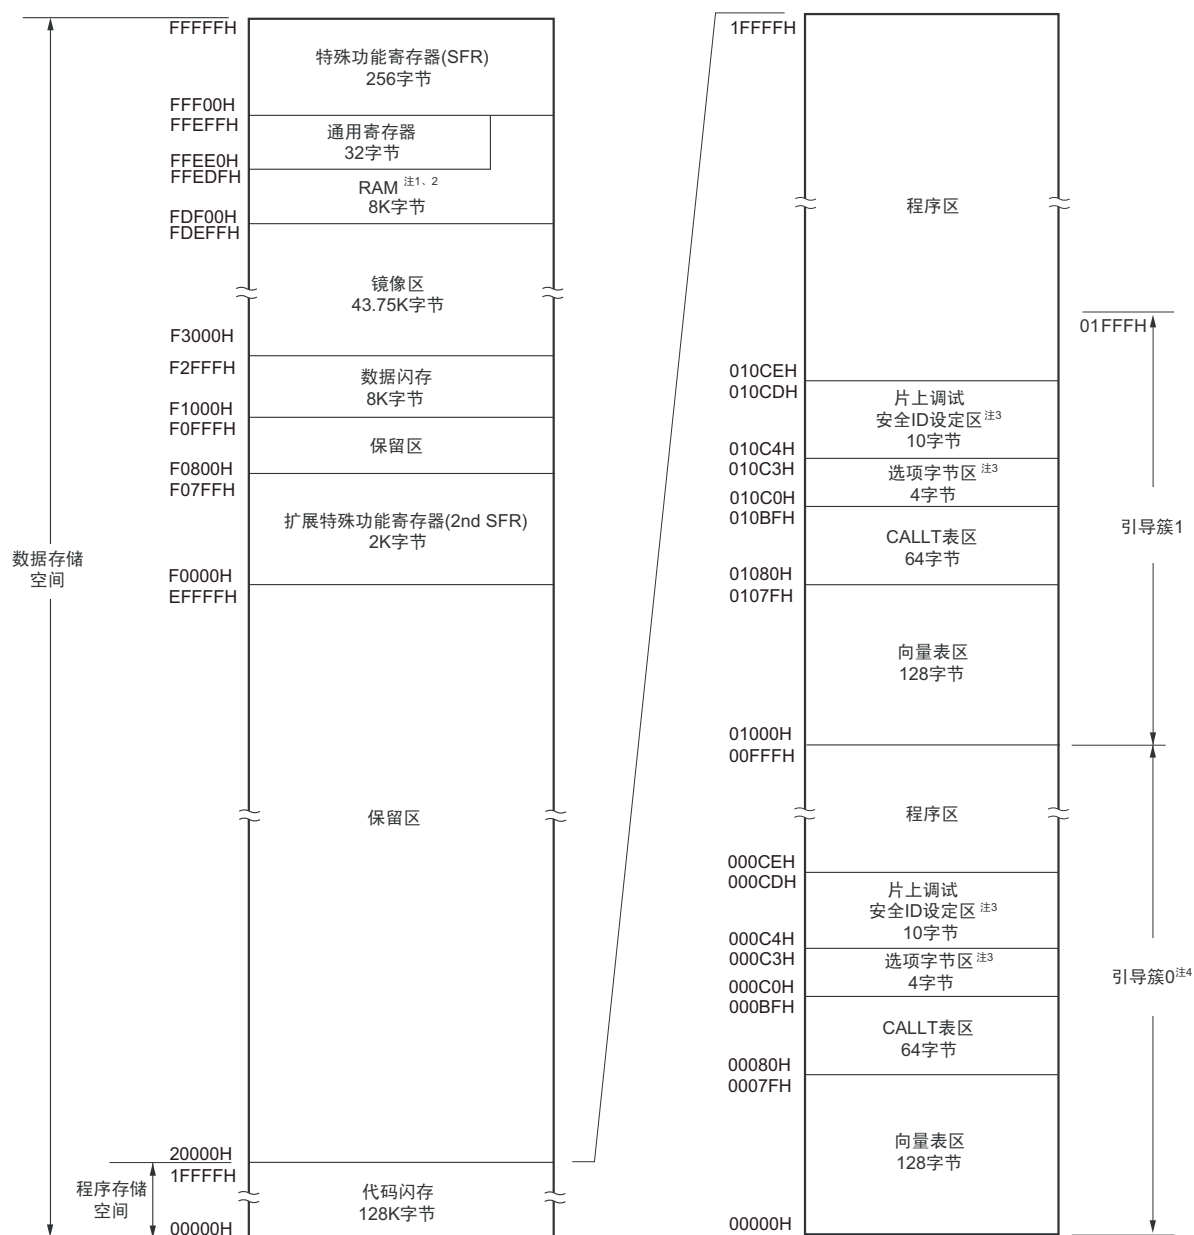 FFFFFH
特殊功能寄存器(SFR)
256字节
FFF00H
FFEFFH
通用寄存器
32字节
FFEE0H
FFEDFH
RAM 注1、2
8K字节
FDF00H
FDEFFH
镜像区
43.75K字节
F3000H
F2FFFH
数据闪存
8K字节
F1000H
F0FFFH
保留区
F0800H
F07FFH
扩展特殊功能寄存器(2nd SFR)
2K字节
F0000H
EFFFFH
数据存储
空间
保留区
20000H
1FFFFH
程序存储
空间
代码闪存
128K字节
00000H
1FFFFH
程序区
01FFFH
010CEH
010CDH
片上调试
安全ID设定区 注3
10字节
010C4H
010C3H
选项字节区 注3
4字节
010C0H
010BFH
CALLT表区
64字节
引导簇1
01080H
0107FH
向量表区
128字节
01000H
00FFFH
程序区
000CEH
000CDH
片上调试
安全ID设定区 注3
10字节
000C4H
000C3H
选项字节区 注3
4字节
引导簇0注4
000C0H
000BFH
CALLT表区
64字节
00080H
0007FH
向量表区
128字节
00000H